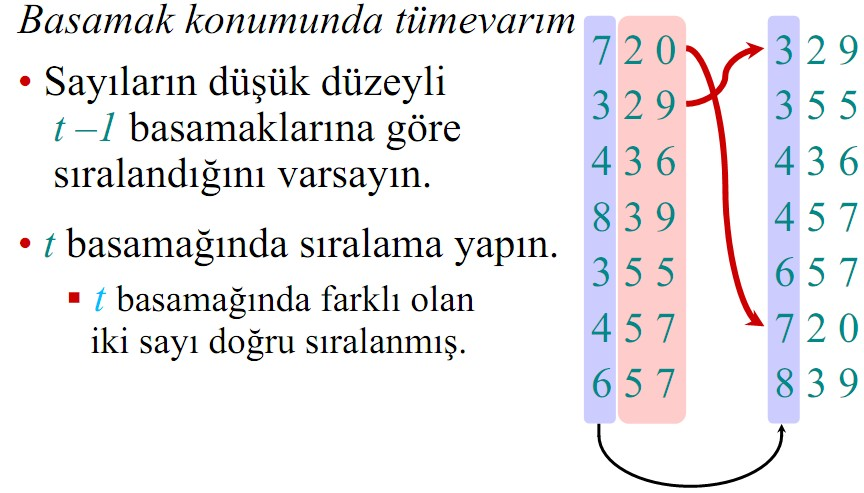 Basamak konumunda tümevarım
• Sayıların düşük düzeyli
t –1 basamaklarına göre
sıralandığını varsayın.
• t basamağında sıralama yapın.
▪ t basamağında farklı olan
iki sayı doğru sıralanmış.
7 2 0 3 2 9
3 2 9 3 5 5
4 3 6 4 3 6
8 3 9 4 5 7
3 5 5 6 5 7
4 5 7 7 2 0
6 5 7 8 3 9